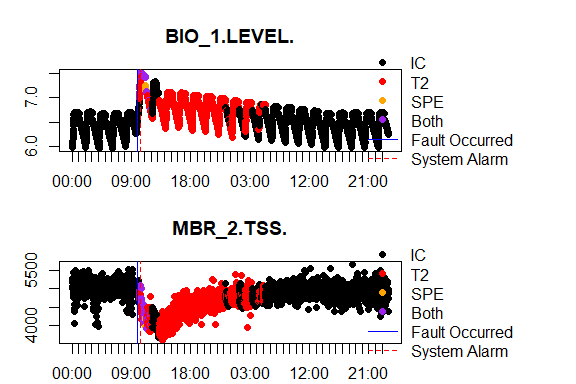 BIO_1.LEVEL.
IC
T2
SPE
Both
Fault Occurred
System Alarm
7.0
6.0
00:00 09:00 18:00 03:00 12:00 21:00
MBR_2.TSS.
IC
T2
SPE
Both
Fault Occurred
System Alarm
5500
4000
00:00 09:00 18:00 03:00 12:00 21:00